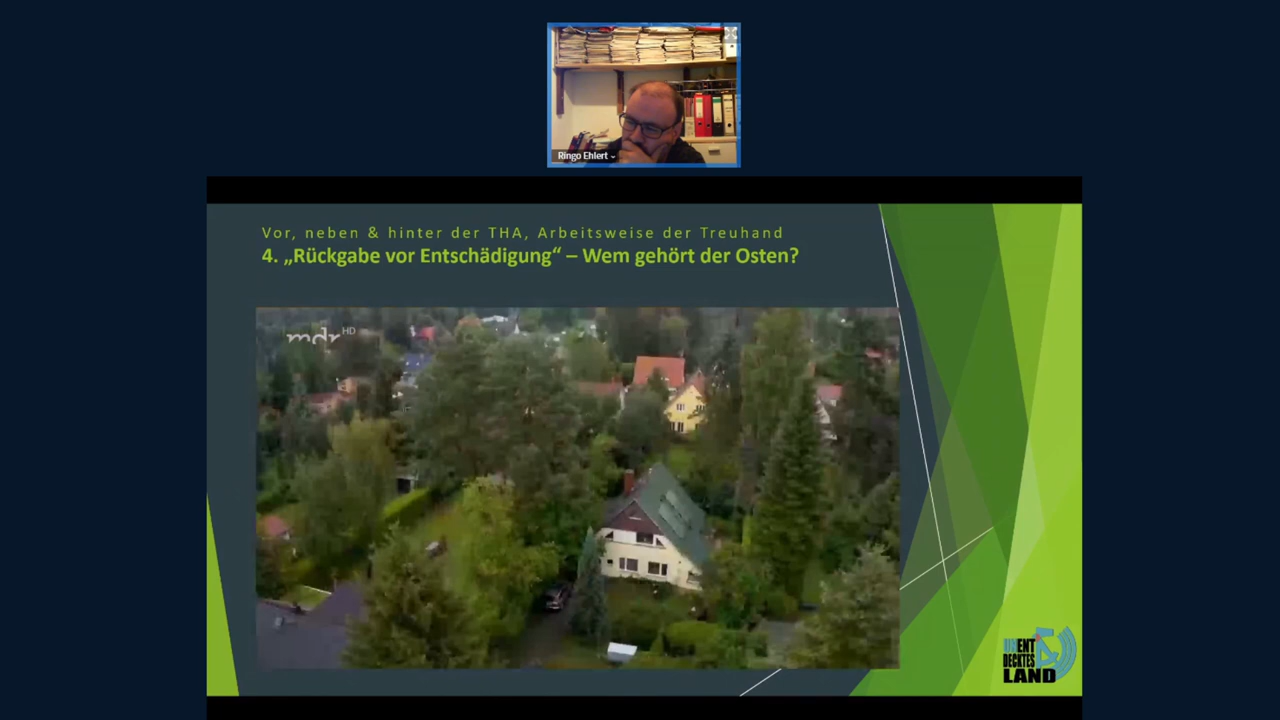 Ringo Ehlert
Vor, neben & hinter der THA, Arbeitsweise der Treuhand
4. „Rückgabe vor Entschädigung“ – Wem gehört der Osten?
mdr HD
UNENT
DECKTES
LAND